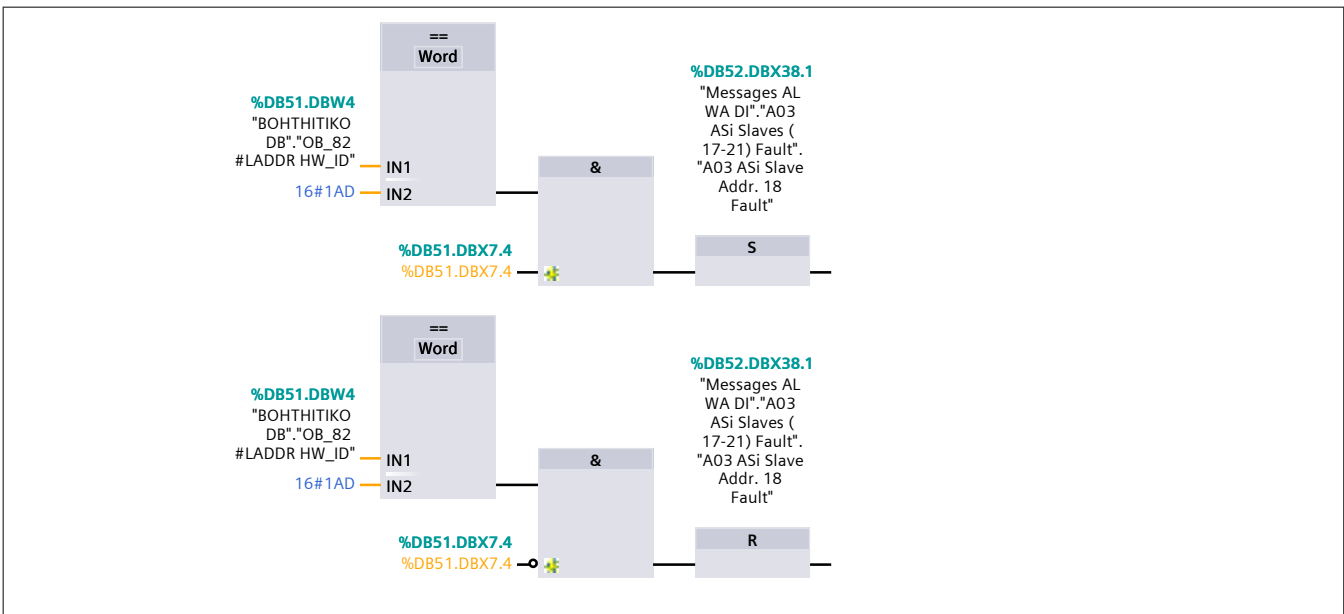 ==
Word
%DB51.DBW4
"BOHTHITIKO
DB"."OB_82
#LADDR HW_ID"
IN1
16#1AD
IN2
&
%DB51.DBX7.4
%DB51.DBX7.4
%DB52.DBX38.1
"Messages AL
WA DI"."A03
ASi Slaves (
17-21) Fault".
"A03 ASi Slave
Addr. 18
Fault"
S
==
Word
%DB51.DBW4
"BOHTHITIKO
DB"."OB_82
#LADDR HW_ID"
IN1
16#1AD
IN2
&
%DB51.DBX7.4
%DB51.DBX7.4
%DB52.DBX38.1
"Messages AL
WA DI"."A03
ASi Slaves (
17-21) Fault".
"A03 ASi Slave
Addr. 18
Fault"
R